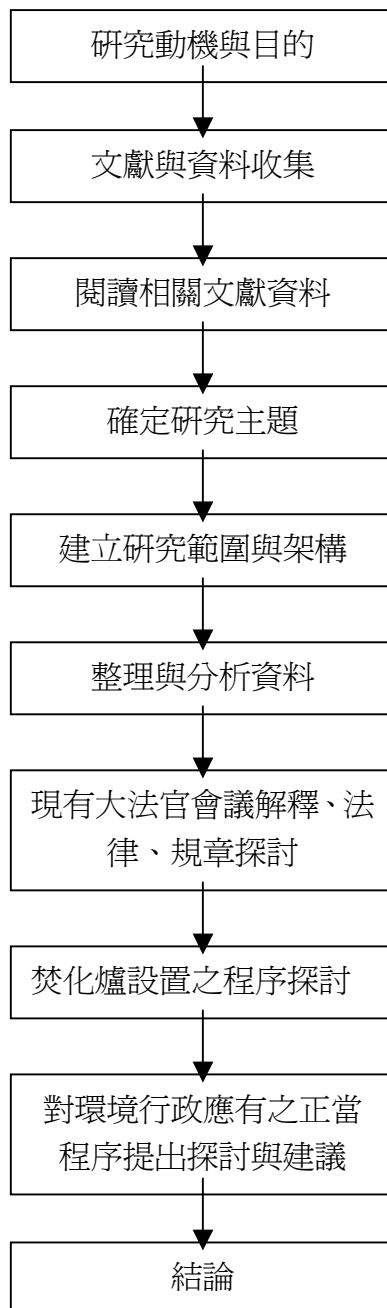 研究動機與目的
文獻與資料收集
閱讀相關文獻資料
確定研究主題
建立研究範圍與架構
整理與分析資料
現有大法官會議解釋、法
律、規章探討
焚化爐設置之程序探討
對環境行政應有之正當
程序提出探討與建議
結論